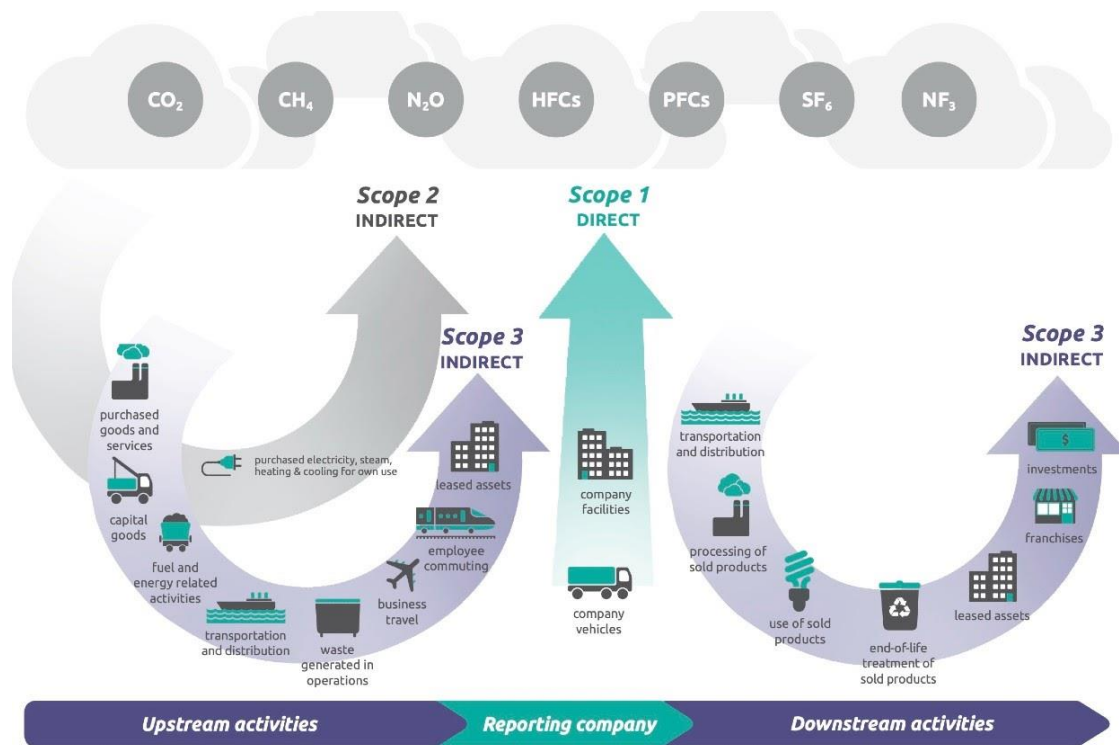 CO₂
CH₄
N₂O
HFCs
PFCs
SF₆
NF₃
Scope 2
INDIRECT
Scope 1
DIRECT
Scope 3
INDIRECT
Scope 3
INDIRECT
purchased
goods and
services
capital
goods
fuel and
energy related
activities
transportation
and distribution
waste
generated in
operations
business
travel
employee
commuting
leased assets
purchased electricity, steam,
heating & cooling for own use
company
facilities
company
vehicles
transportation
and distribution
processing of
sold products
use of sold
products
end-of-life
treatment of
sold products
leased assets
franchises
$
investments
Upstream activities
Reporting company
Downstream activities